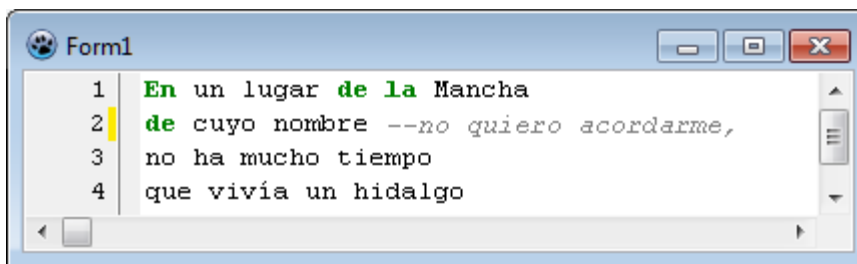 Form1
1 En un lugar de la Mancha
2 de cuyo nombre --no quiero acordarme,
3 no ha mucho tiempo
4 que vivía un hidalgo